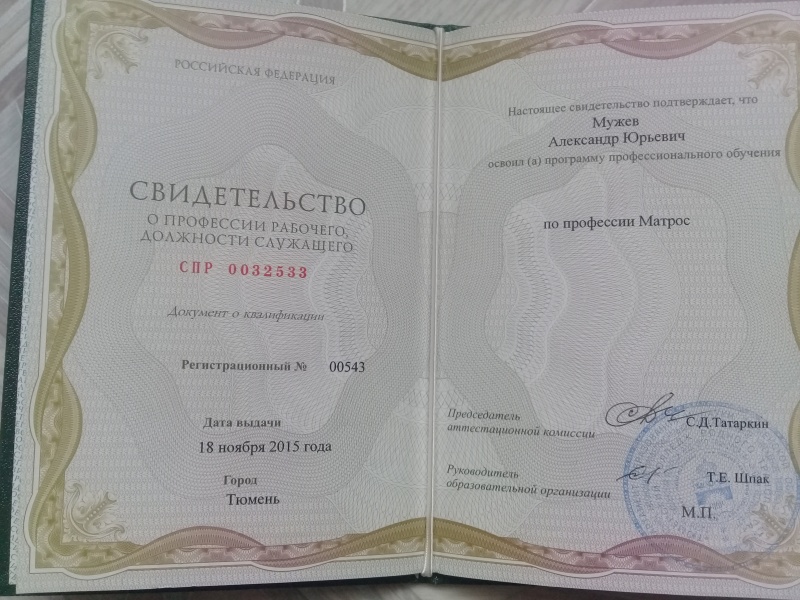 РОССИЙСКАЯ ФЕДЕРАЦИЯ
СВИДЕТЕЛЬСТВО
О ПРОФЕССИИ РАБОЧЕГО,
ДОЛЖНОСТИ СЛУЖАЩЕГО
СПР 0032533
Документ о квалификации
Регистрационный № 00543
Дата выдачи
18 ноября 2015 года
Город
Тюмень
Настоящее свидетельство подтверждает, что
Мужев
Александр Юрьевич
освоил (а) программу профессионального обучения
по профессии Матрос
Председатель
аттестационной комиссии
С.Д.Татаркин
Руководитель
образовательной организации
Т.Е. Шпак
М.П.